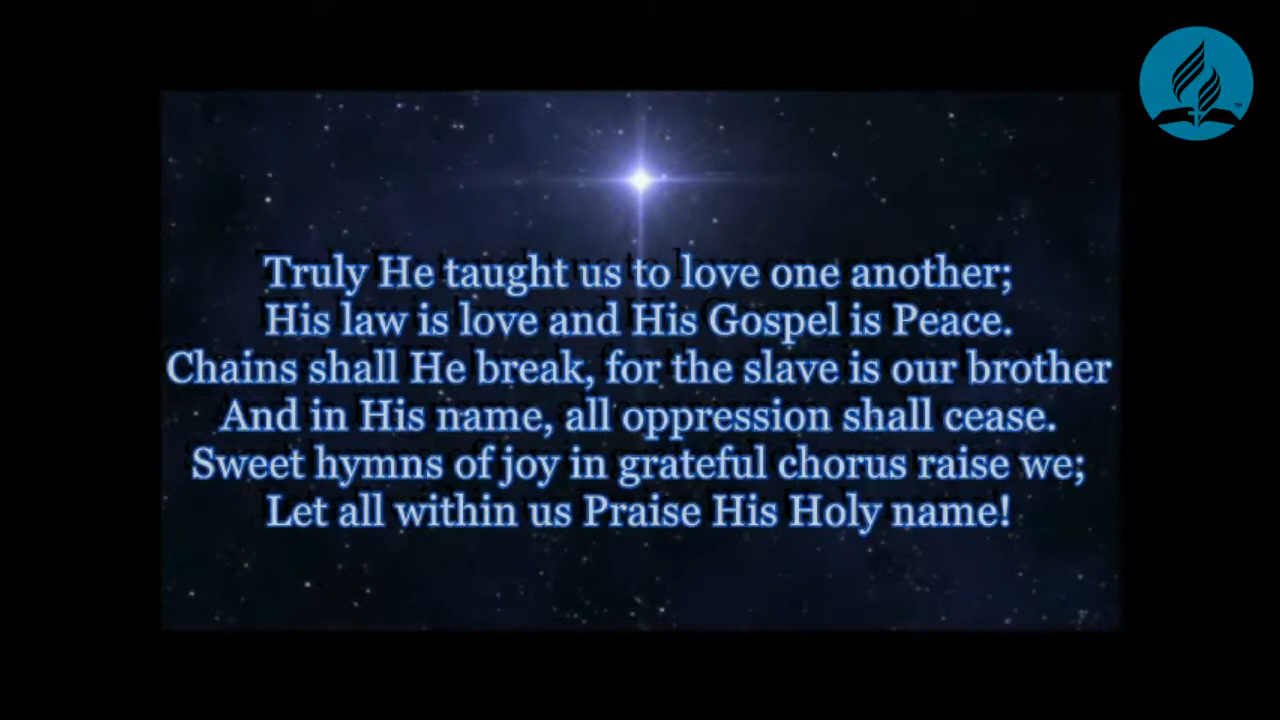 Truly He taught us to love one another;
His law is love and His Gospel is Peace.
Chains shall He break, for the slave is our brother
And in His name, all oppression shall cease.
Sweet hymns of joy in grateful chorus raise we;
Let all within us Praise His Holy name!
™